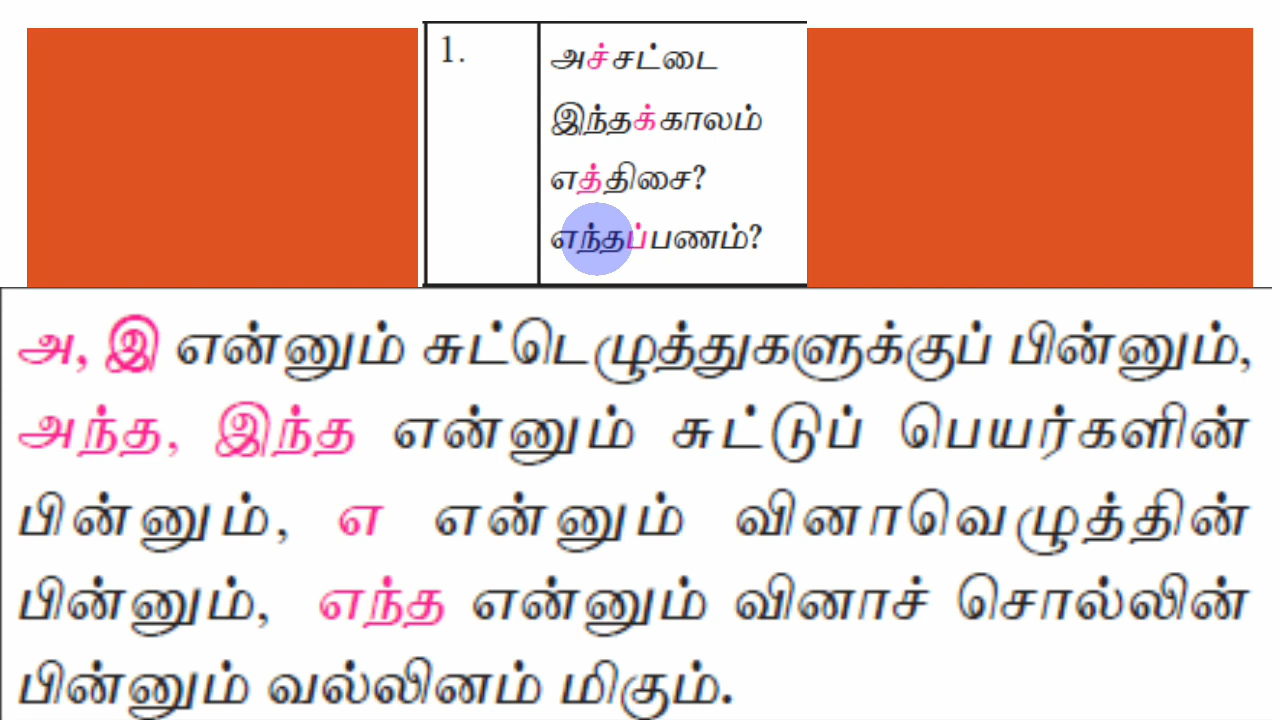 1.
அச்சட்டை
இந்தக்காலம்
எத்திசை?
எந்தப்பணம்?
அ, இ என்னும் சுட்டெழுத்துகளுக்குப் பின்னும்,
அந்த, இந்த என்னும் சுட்டுப் பெயர்களின்
பின்னும், எ என்னும் வினாவெழுத்தின்
பின்னும், எந்த என்னும் வினாச் சொல்லின்
பின்னும் வல்லினம் மிகும்.